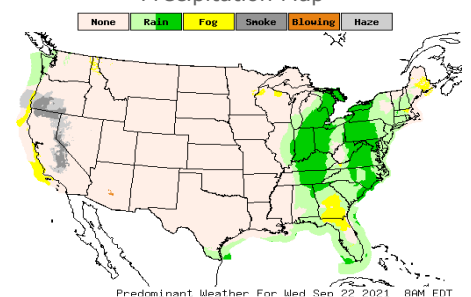 Precipitation Map
None Rain Fog Smoke Blowing Haze
Predominant Weather For Wed Sep 22 2021 8AM EDT